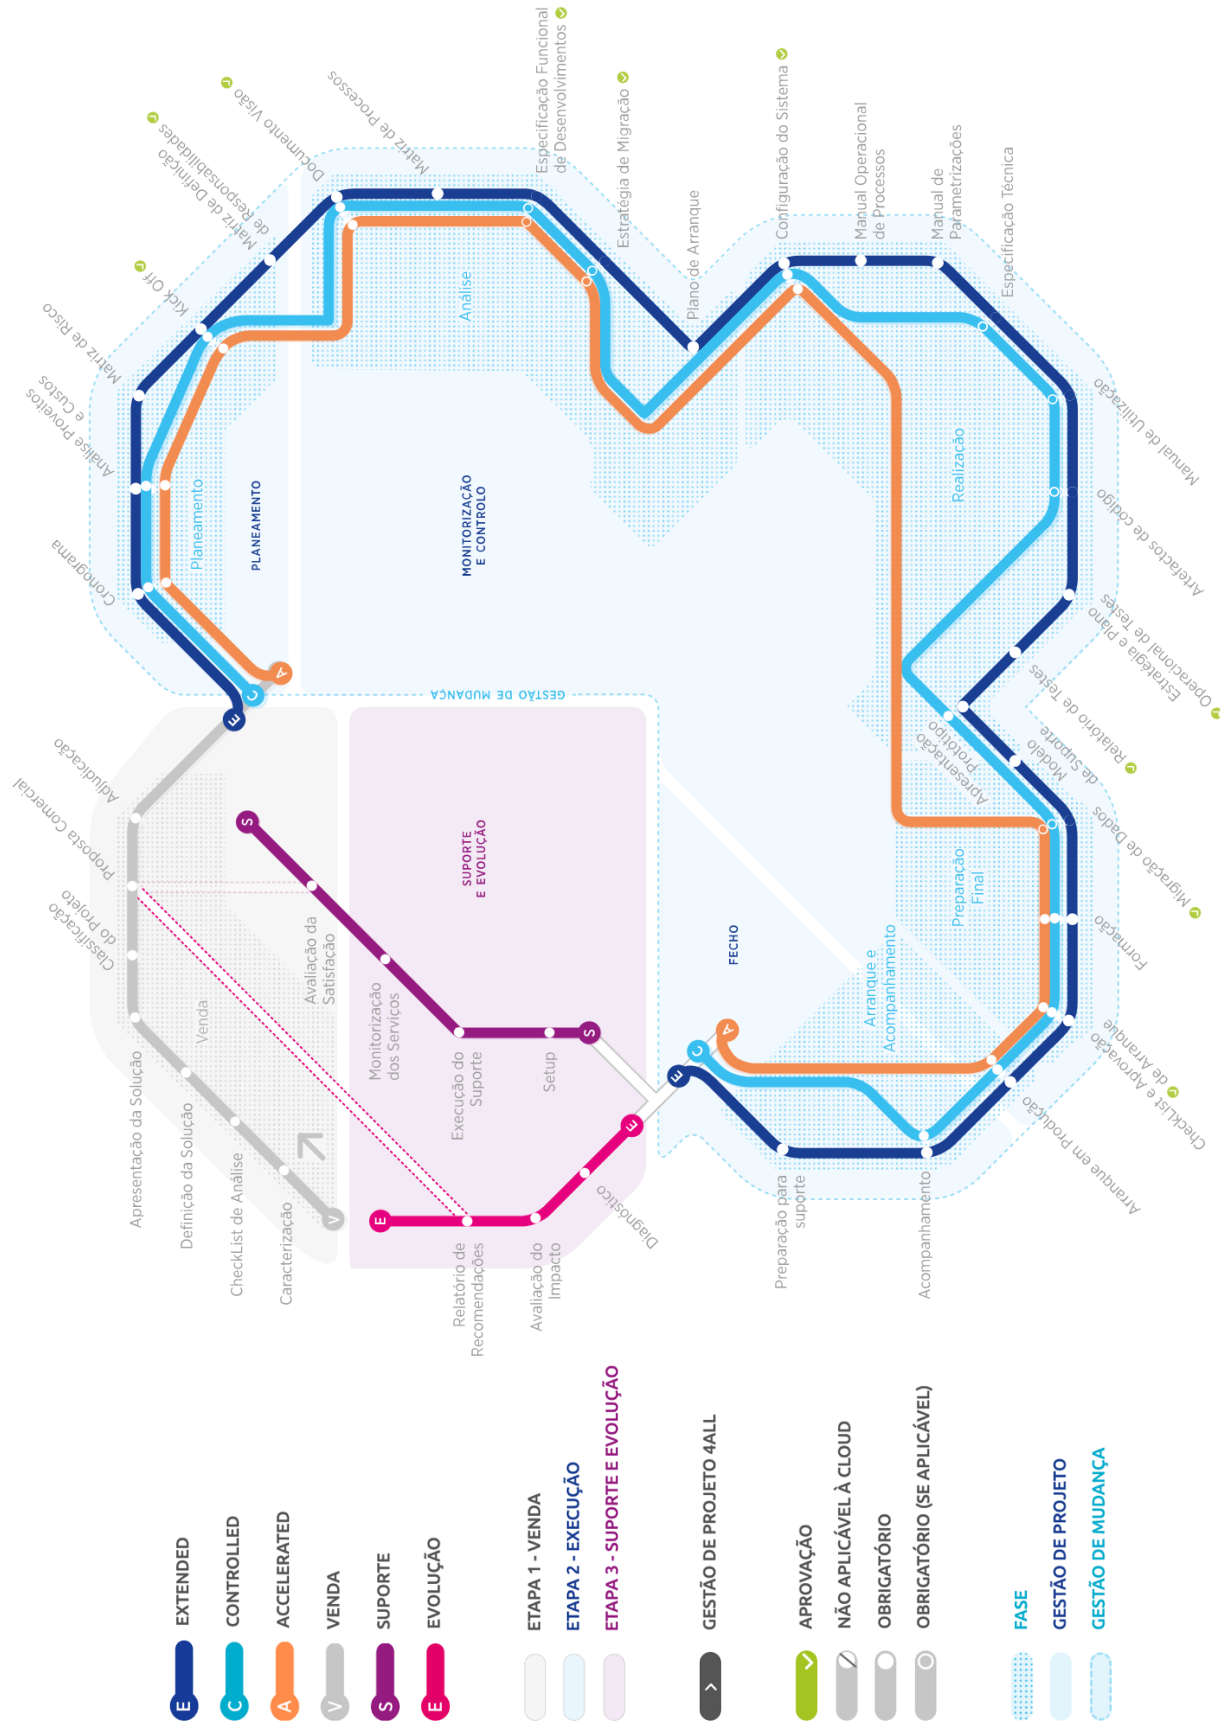 Especificação Funcional
de Desenvolvimentos
Estratégia de Migração
Matriz de Processos
Documento Visão
Matriz de Definição
de Responsabilidades
Kick Off
Matriz de Risco
Análise Proveitos
e Custos
Cronograma
Plano de Arranque
Configuração do Sistema
Manual Operacional
de Processos
Manual de
Parametrizações
Especificação Técnica
Manual de Utilização
Artefactos de código
Estratégia e Plano
Operacional de Testes
Relatório de Testes
Modelo
de Suporte
Apresentação
Protótipo
Migração de Dados
Formação
CheckList e Aprovação
de Arranque
Arranque em Produção
Acompanhamento
Preparação para
suporte
Análise
Planeamento
PLANEAMENTO
MONITORIZAÇÃO
E CONTROLO
Realização
GESTÃO DE MUDANÇA
Preparação
Final
Arranque e
Acompanhamento
FECHO
SUPORTE
E EVOLUÇÃO
A
C
E
Adjudicação
Proposta Comercial
Classificação
do Projeto
Venda
Apresentação da Solução
Definição da Solução
CheckList de Análise
Caracterização
V
S
Avaliação da
Satisfação
Monitorização
dos Serviços
Execução do
Suporte
Setup
S
E
C
A
E
Diagnóstico
Avaliação do
Impacto
Relatório de
Recomendações
E
E EXTENDED
C CONTROLLED
A ACCELERATED
V VENDA
S SUPORTE
E EVOLUÇÃO
ETAPA 1 - VENDA
ETAPA 2 - EXECUÇÃO
ETAPA 3 - SUPORTE E EVOLUÇÃO
GESTÃO DE PROJETO 4ALL
APROVAÇÃO
NÃO APLICÁVEL À CLOUD
OBRIGATÓRIO
OBRIGATÓRIO (SE APLICÁVEL)
FASE
GESTÃO DE PROJETO
GESTÃO DE MUDANÇA